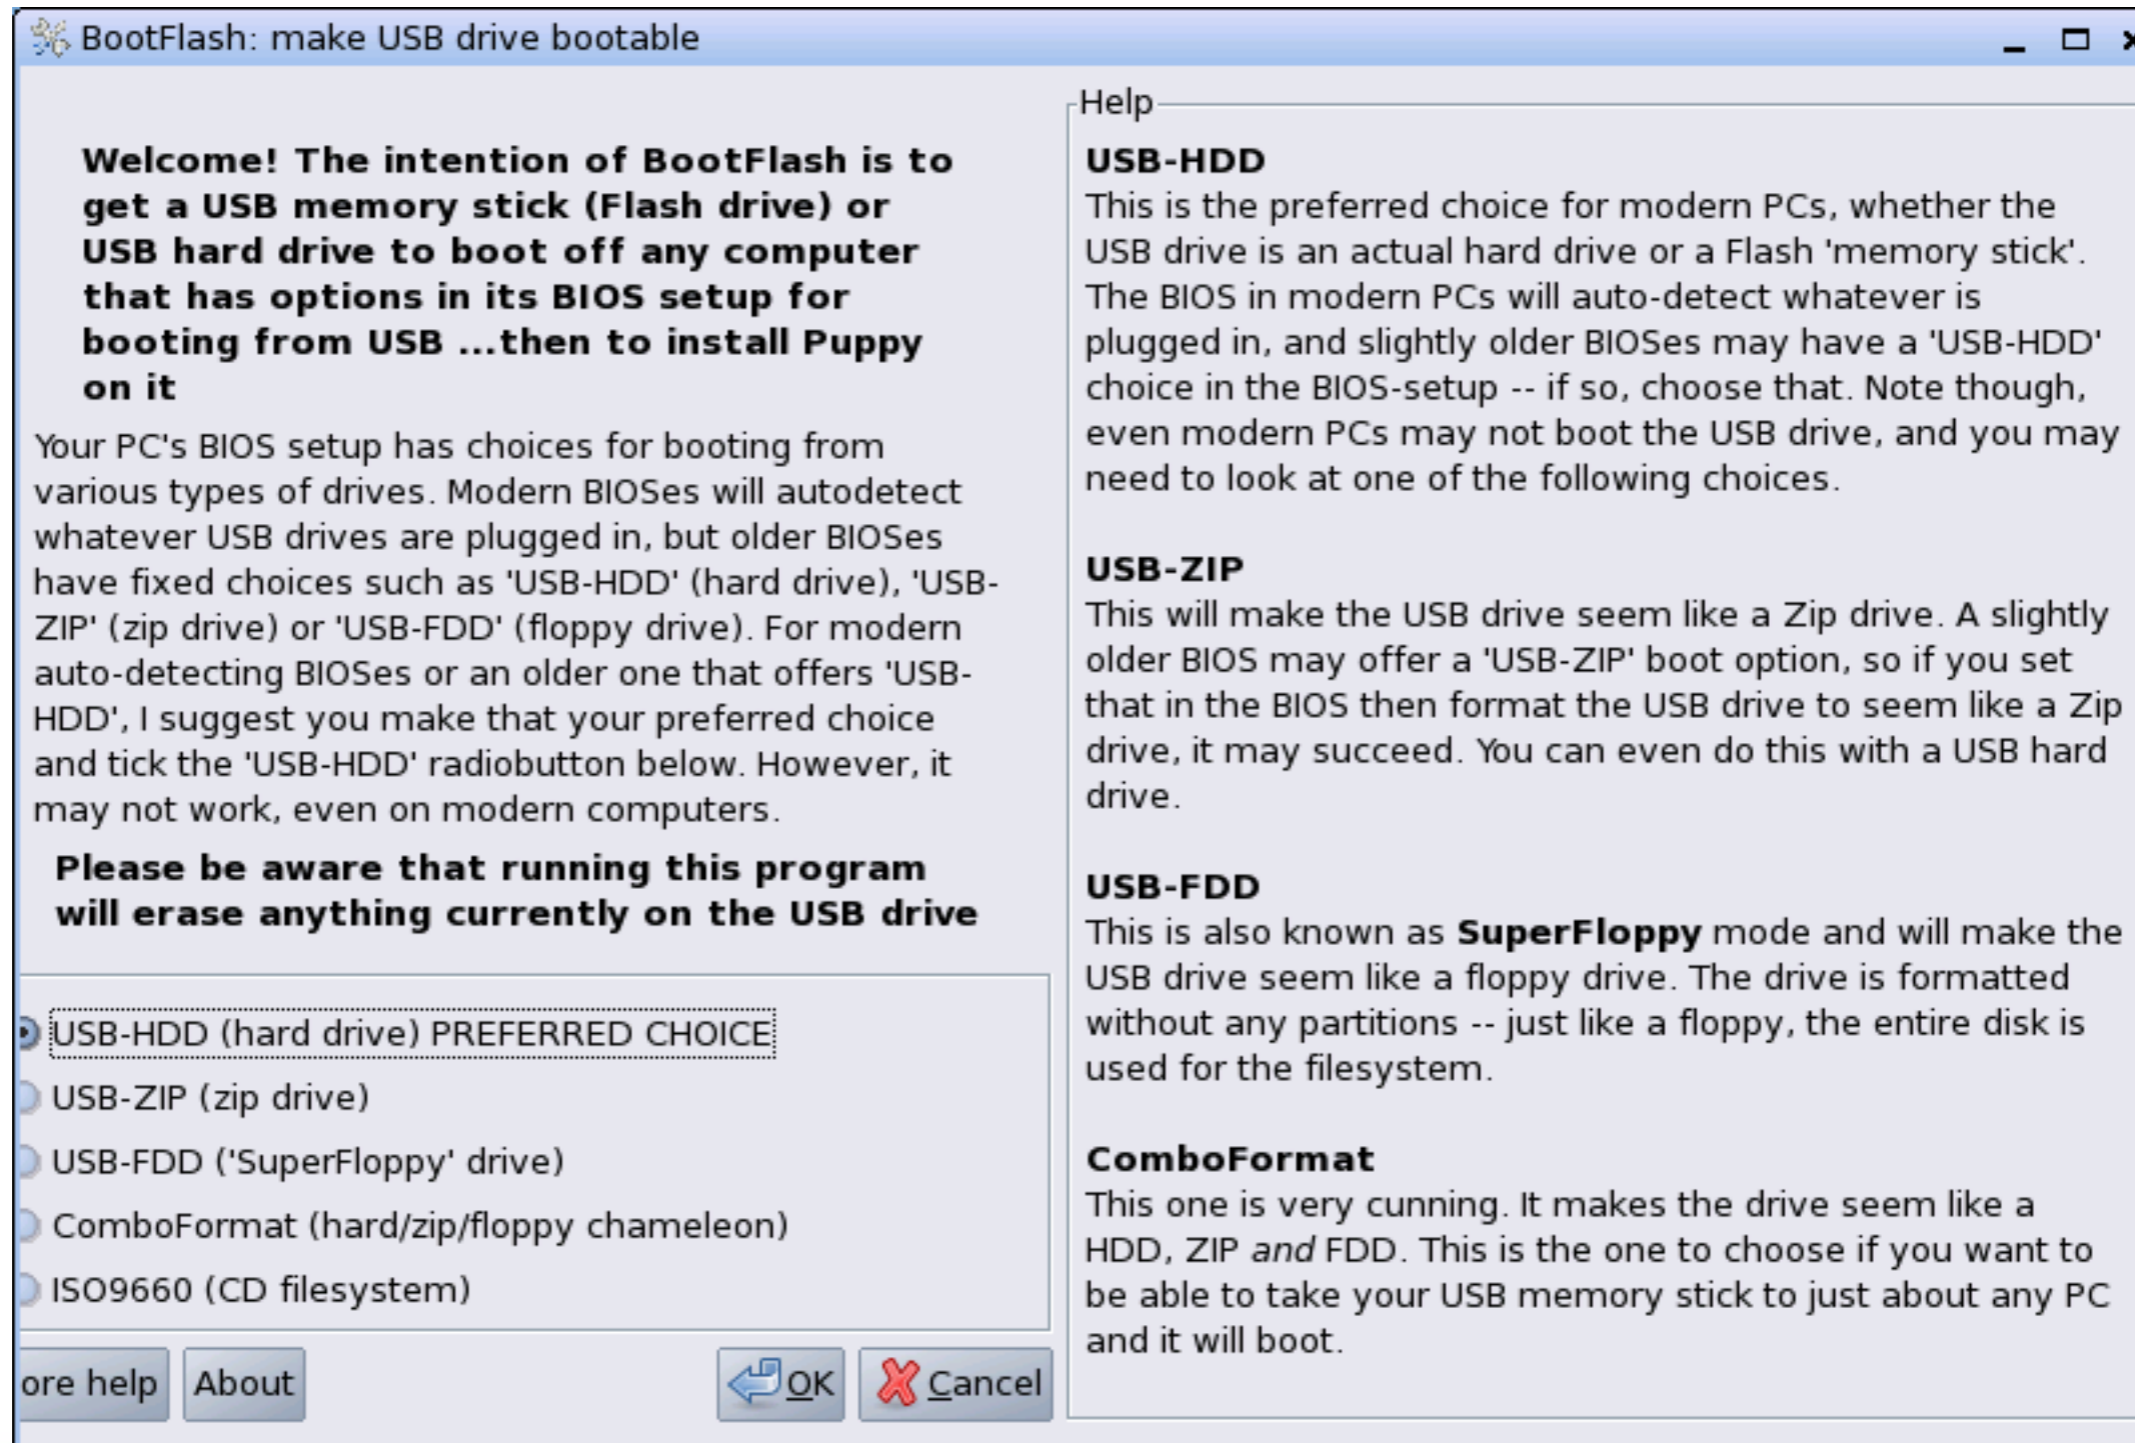 BootFlash: make USB drive bootable
Welcome! The intention of BootFlash is to
get a USB memory stick (Flash drive) or
USB hard drive to boot off any computer
that has options in its BIOS setup for
booting from USB ...then to install Puppy
on it
Your PC's BIOS setup has choices for booting from
various types of drives. Modern BIOSes will autodetect
whatever USB drives are plugged in, but older BIOSes
have fixed choices such as 'USB-HDD' (hard drive), 'USB-
ZIP' (zip drive) or 'USB-FDD' (floppy drive). For modern
auto-detecting BIOSes or an older one that offers 'USB-
HDD', I suggest you make that your preferred choice
and tick the 'USB-HDD' radiobutton below. However, it
may not work, even on modern computers.
Please be aware that running this program
will erase anything currently on the USB drive
USB-HDD (hard drive) PREFERRED CHOICE
USB-ZIP (zip drive)
USB-FDD ('SuperFloppy' drive)
ComboFormat (hard/zip/floppy chameleon)
ISO9660 (CD filesystem)
ore help
About
OK
Cancel
Help
USB-HDD
This is the preferred choice for modern PCs, whether the
USB drive is an actual hard drive or a Flash 'memory stick'.
The BIOS in modern PCs will auto-detect whatever is
plugged in, and slightly older BIOSes may have a 'USB-HDD'
choice in the BIOS-setup -- if so, choose that. Note though,
even modern PCs may not boot the USB drive, and you may
need to look at one of the following choices.
USB-ZIP
This will make the USB drive seem like a Zip drive. A slightly
older BIOS may offer a 'USB-ZIP' boot option, so if you set
that in the BIOS then format the USB drive to seem like a Zip
drive, it may succeed. You can even do this with a USB hard
drive.
USB-FDD
This is also known as SuperFloppy mode and will make the
USB drive seem like a floppy drive. The drive is formatted
without any partitions -- just like a floppy, the entire disk is
used for the filesystem.
ComboFormat
This one is very cunning. It makes the drive seem like a
HDD, ZIP and FDD. This is the one to choose if you want to
be able to take your USB memory stick to just about any PC
and it will boot.